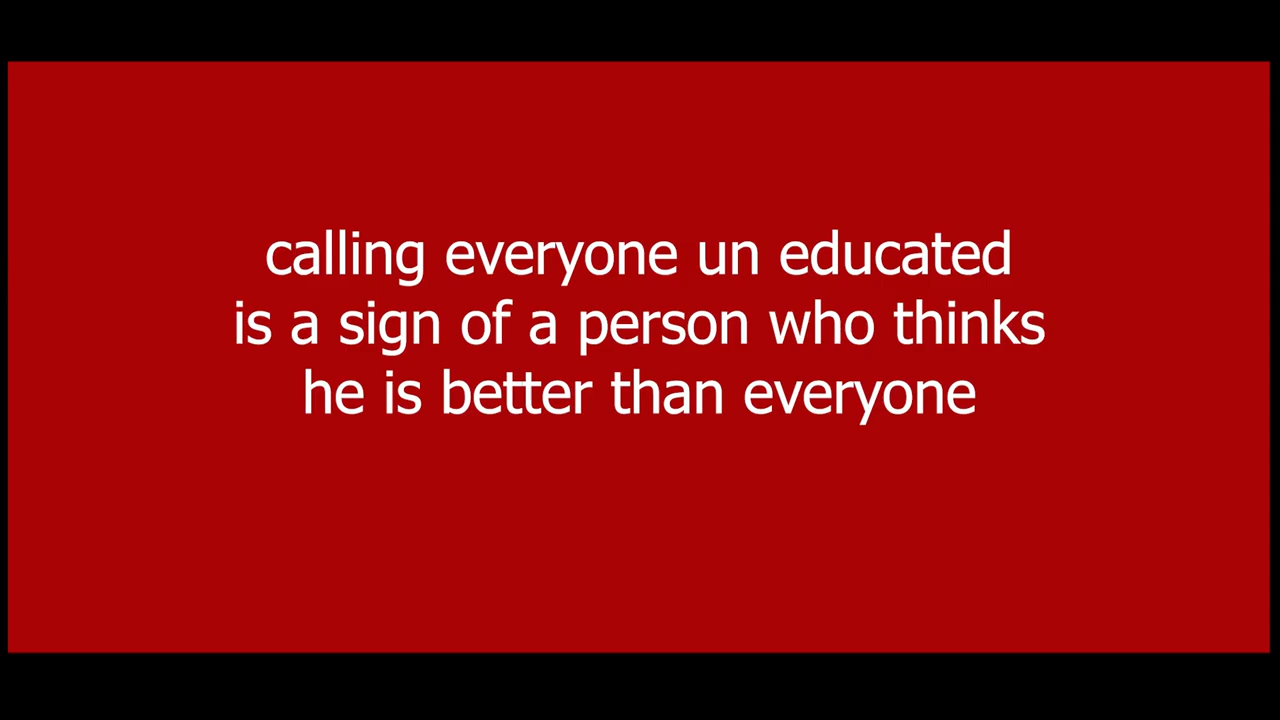 calling everyone un educated
is a sign of a person who thinks
he is better than everyone